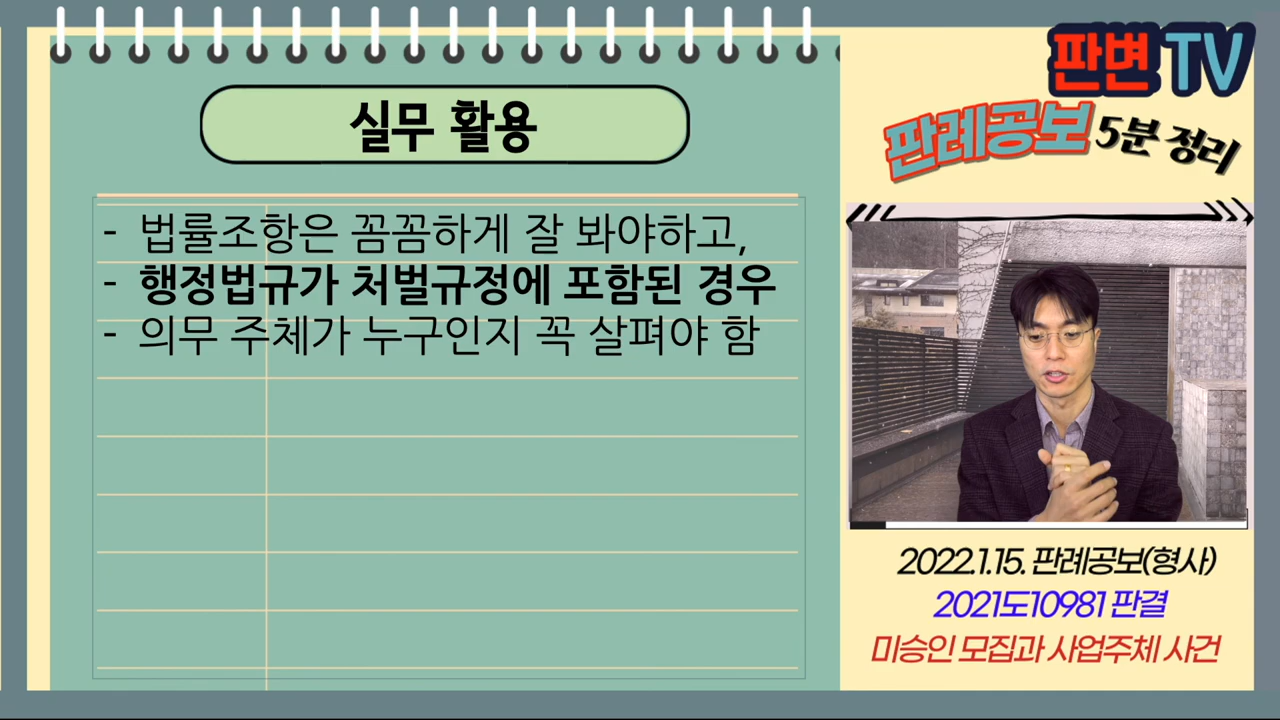 실무 활용
- 법률조항은 꼼꼼하게 잘 봐야하고,
- 행정법규가 처벌규정에 포함된 경우
- 의무 주체가 누구인지 꼭 살펴야 함
판변 TV
판례공보 5분 정리
2022.1.15. 판례공보(형사)
2021도10981 판결
미승인 모집과 사업주체 사건